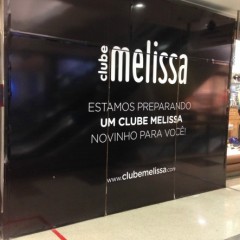 clube melissa
ESTAMOS PREPARANDO
UM CLUBE MELISSA
NOVINHO PARA VOCÊ!
www.clubemelissa.com